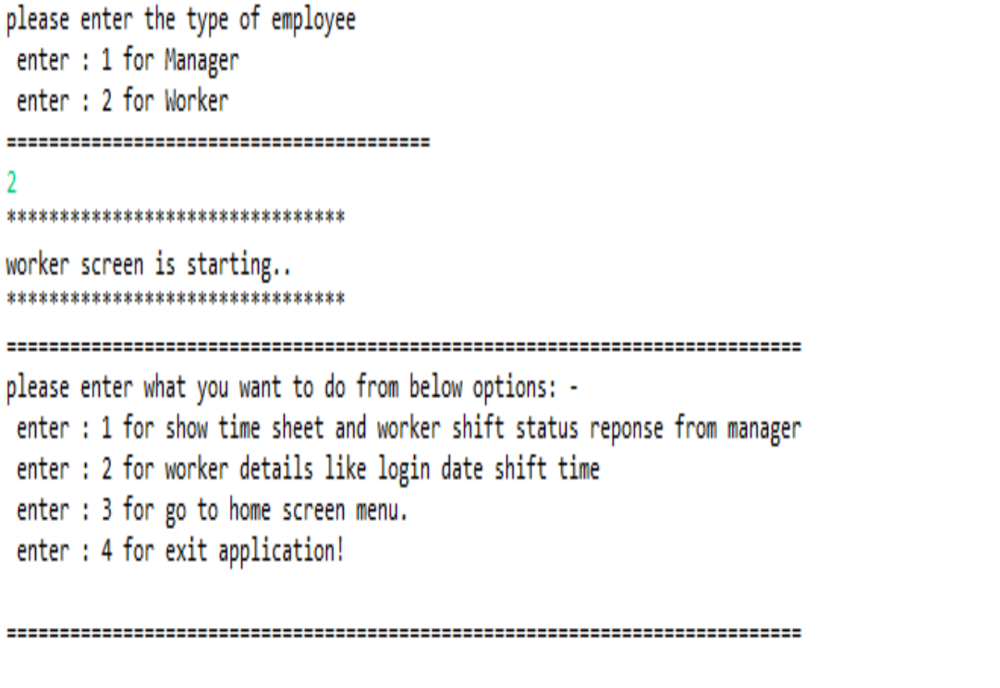 please enter the type of employee
enter : 1 for Manager
enter : 2 for Worker
========================================
2
********************************
worker screen is starting..
********************************
===========================================================================
please enter what you want to do from below options: -
enter : 1 for show time sheet and worker shift status reponse from manager
enter : 2 for worker details like login date shift time
enter : 3 for go to home screen menu.
enter : 4 for exit application!
===========================================================================